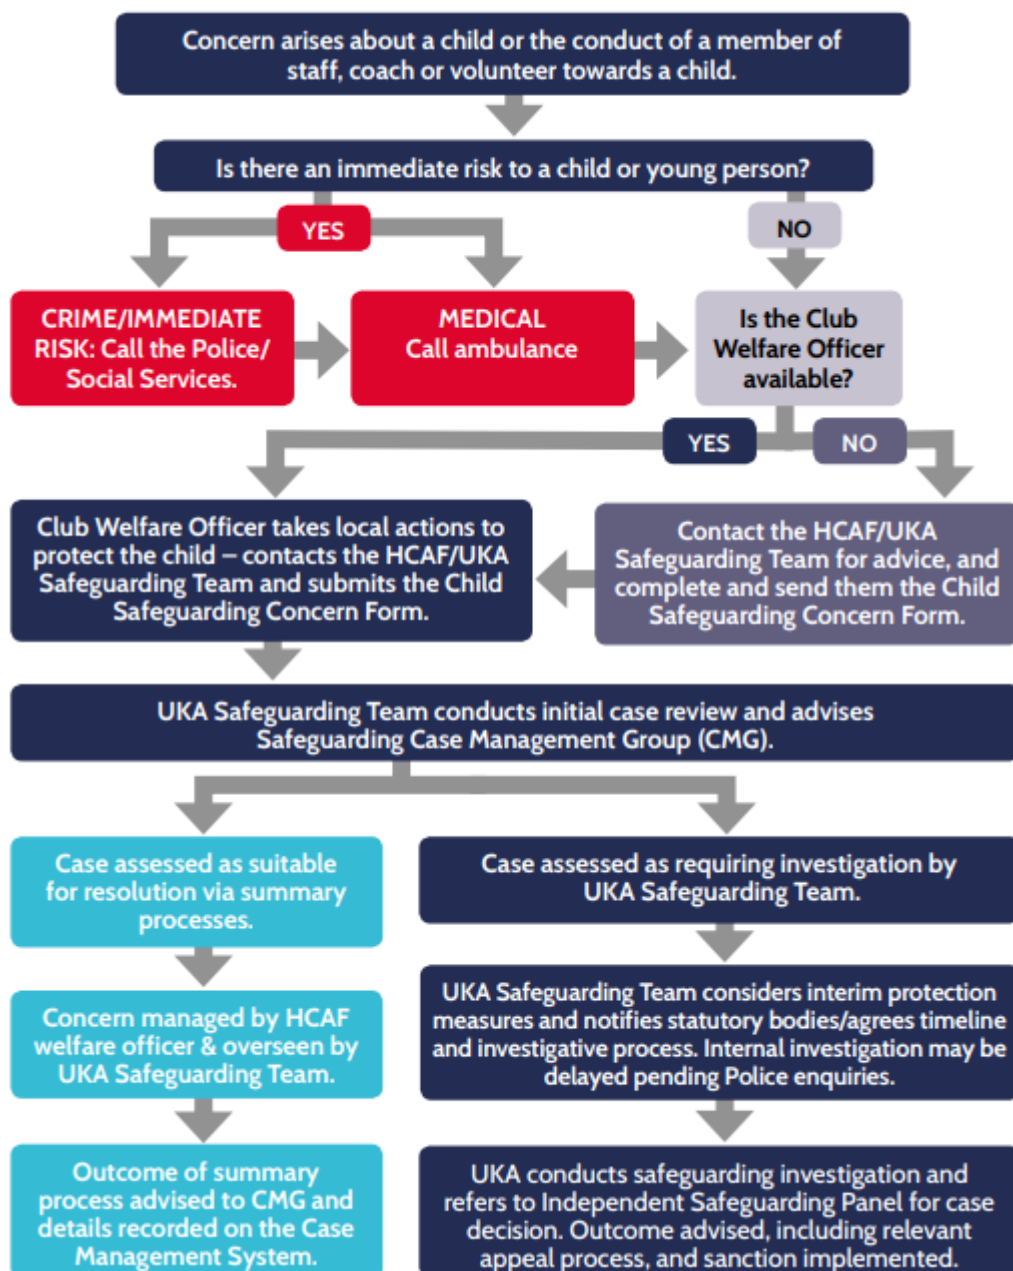 Concern arises about a child or the conduct of a member of
staff, coach or volunteer towards a child.
Is there an immediate risk to a child or young person?
YES
NO
CRIME/IMMEDIATE
RISK: Call the Police/
Social Services.
MEDICAL
Call ambulance
Is the Club
Welfare Officer
available?
YES
NO
Club Welfare Officer takes local actions to
protect the child – contacts the HCAF/UKA
Safeguarding Team and submits the Child
Safeguarding Concern Form.
Contact the HCAF/UKA
Safeguarding Team for advice, and
complete and send them the Child
Safeguarding Concern Form.
UKA Safeguarding Team conducts initial case review and advises
Safeguarding Case Management Group (CMG).
Case assessed as suitable
for resolution via summary
processes.
Case assessed as requiring investigation by
UKA Safeguarding Team.
Concern managed by HCAF
welfare officer & overseen by
UKA Safeguarding Team.
UKA Safeguarding Team considers interim protection
measures and notifies statutory bodies/agrees timeline
and investigative process. Internal investigation may be
delayed pending Police enquiries.
Outcome of summary
process advised to CMG and
details recorded on the Case
Management System.
UKA conducts safeguarding investigation and
refers to Independent Safeguarding Panel for case
decision. Outcome advised, including relevant
appeal process, and sanction implemented.